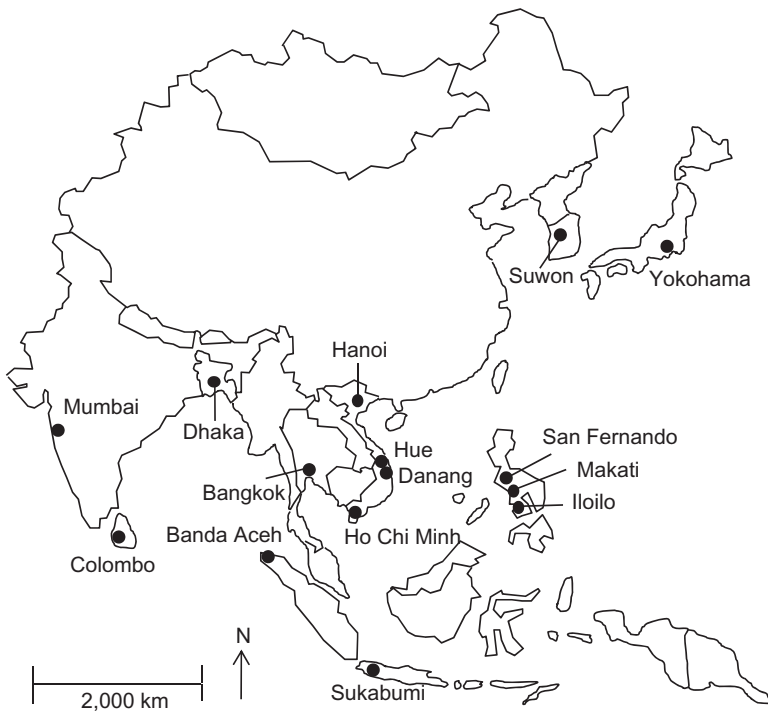 Suwon
Yokohama
Hanoi
Mumbai
Dhaka
Hue
San Fernando
Danang
Makati
Bangkok
Iloilo
Banda Aceh
Ho Chi Minh
Colombo
N
2,000 km
Sukabumi